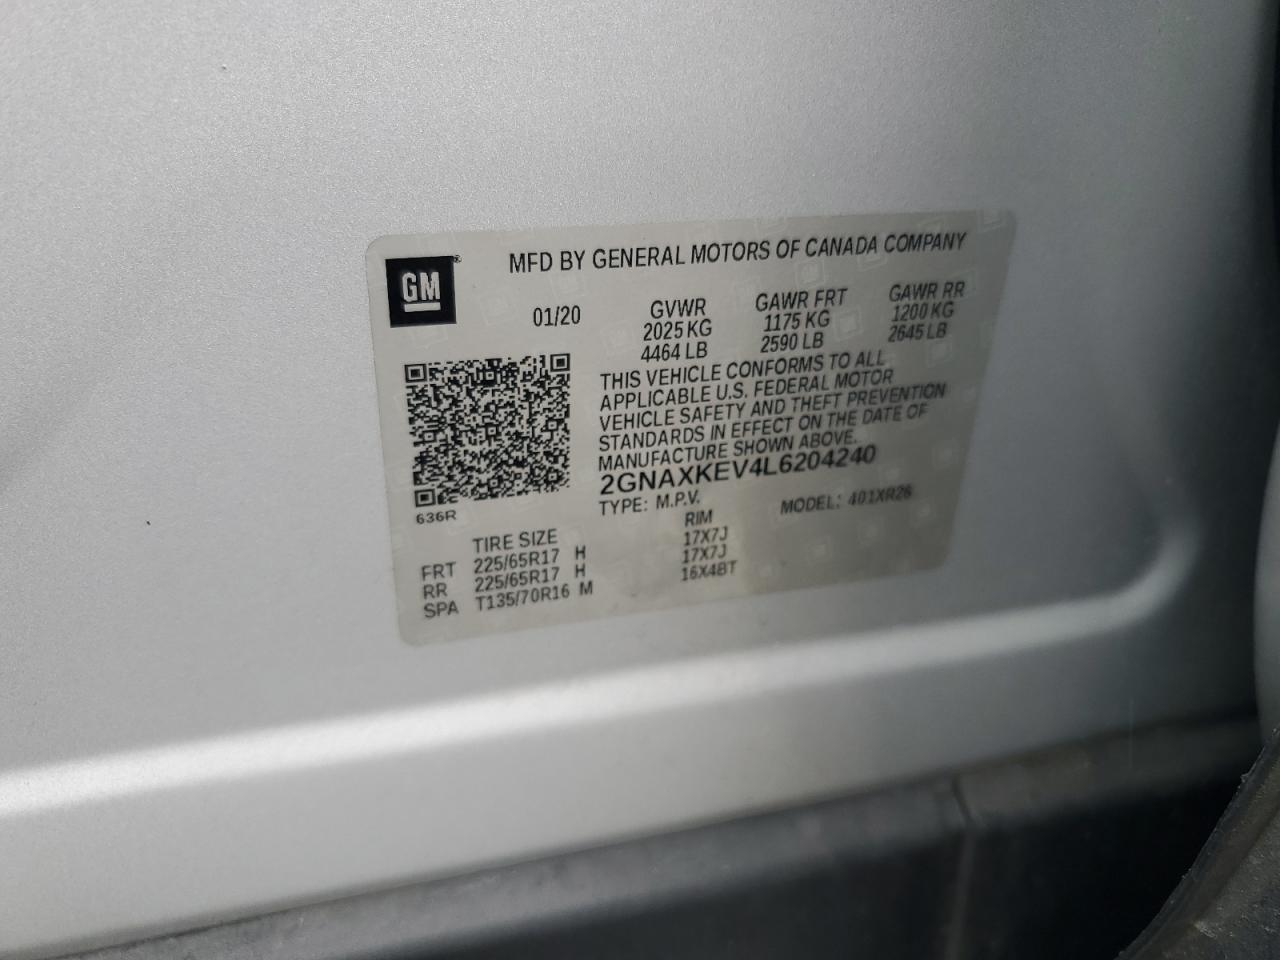 GM®
MFD BY GENERAL MOTORS OF CANADA COMPANY
01/20 GVWR GAWR FRT GAWR RR
2025 KG 1175 KG 1200 KG
4464 LB 2590 LB 2645 LB
THIS VEHICLE CONFORMS TO ALL
APPLICABLE U.S. FEDERAL MOTOR
VEHICLE SAFETY AND THEFT PREVENTION
STANDARDS IN EFFECT ON THE DATE OF
MANUFACTURE SHOWN ABOVE.
2GNAXKEV4L6204240
TYPE: M.P.V. MODEL: 401XR26
636R
TIRE SIZE RIM
FRT 225/65R17 H 17X7J
RR 225/65R17 H 17X7J
SPA T135/70R16 M 16X4BT